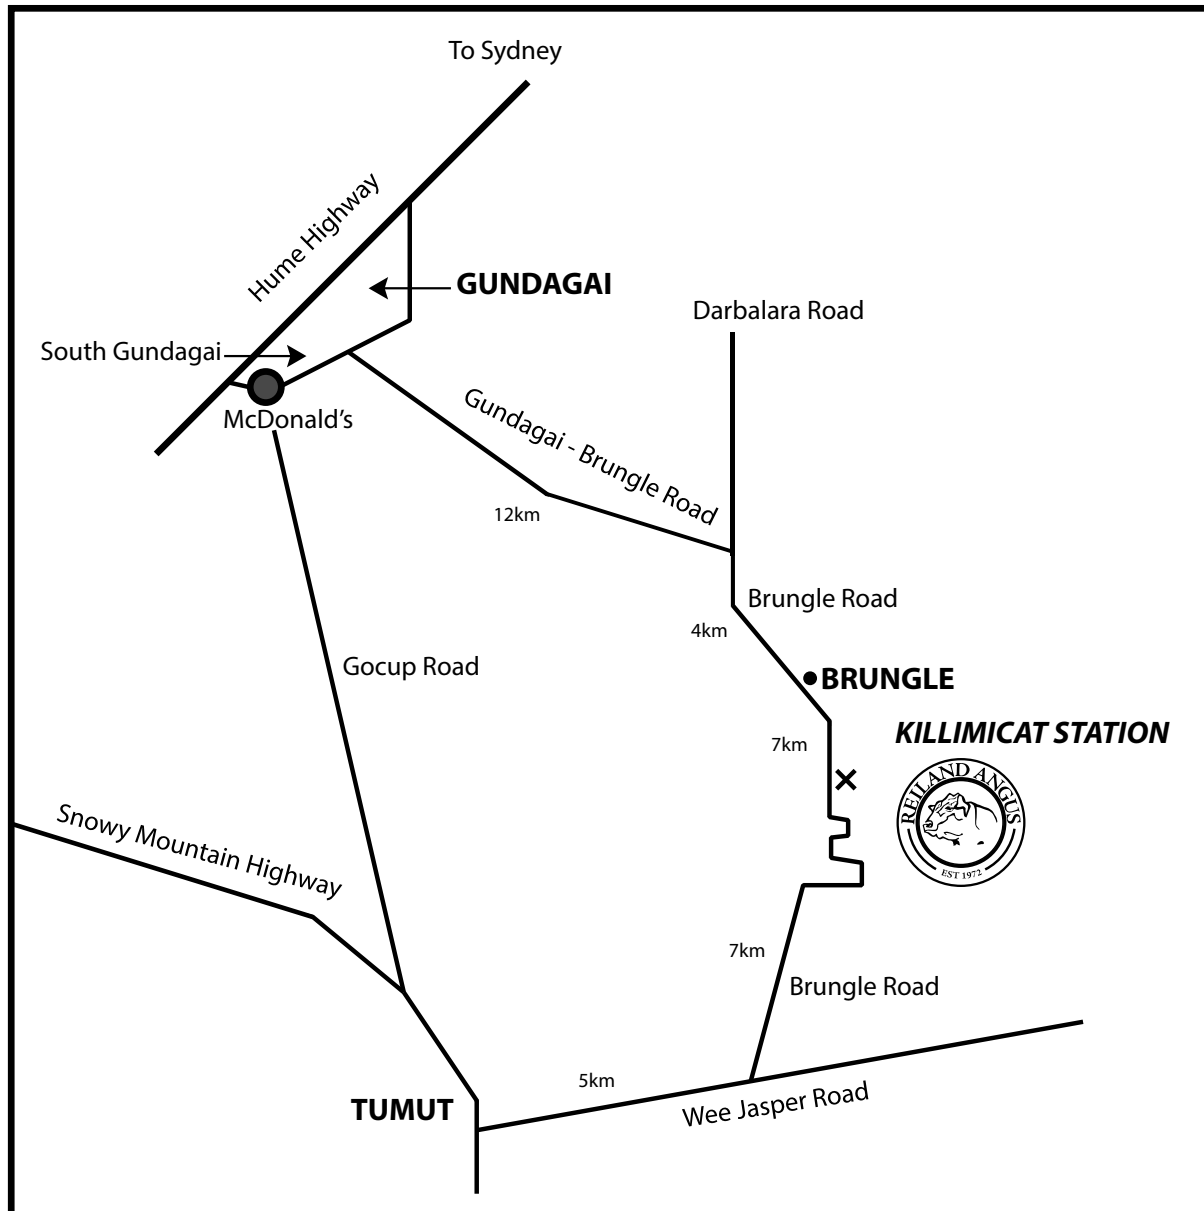 To Sydney
Hume Highway
GUNDAGAI
Darbalara Road
South Gundagai
McDonald's
Gundagai - Brungle Road
12km
Brungle Road
4km
Gocup Road
BRUNGLE
KILLIMICAT STATION
7km
REILAND ANGUS
EST 1972
Snowy Mountain Highway
7km
Brungle Road
5km
Wee Jasper Road
TUMUT